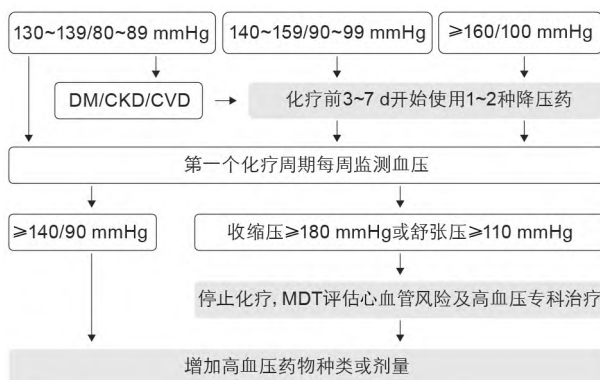 130~139/80~89 mmHg
140~159/90~99 mmHg
≥160/100 mmHg
DM/CKD/CVD
化疗前3~7 d开始使用1~2种降压药
第一个化疗周期每周监测血压
≥140/90 mmHg
收缩压≥180 mmHg或舒张压≥110 mmHg
停止化疗, MDT评估心血管风险及高血压专科治疗
增加高血压药物种类或剂量